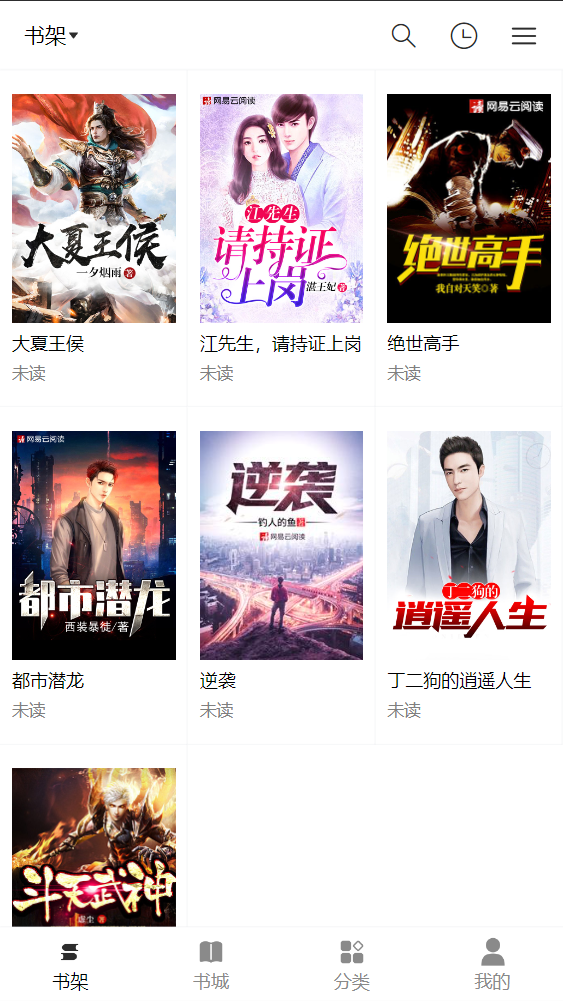 书架
网易云阅读
网易云阅读
大夏王侯
一夕烟雨 著
江先生
请持证
上岗
湛王妃 著
绝世高手
我自对天笑◎著
大夏王侯
江先生，请持证上岗
绝世高手
未读
未读
未读
网易云阅读
都市潜龙
西装暴徒/著
逆袭
钓人的鱼 著
网易云阅读
丁二狗的
逍遥人生
都市潜龙
逆袭
丁二狗的逍遥人生
未读
未读
未读
斗天武神
虚尘 著
书架
书城
分类
我的